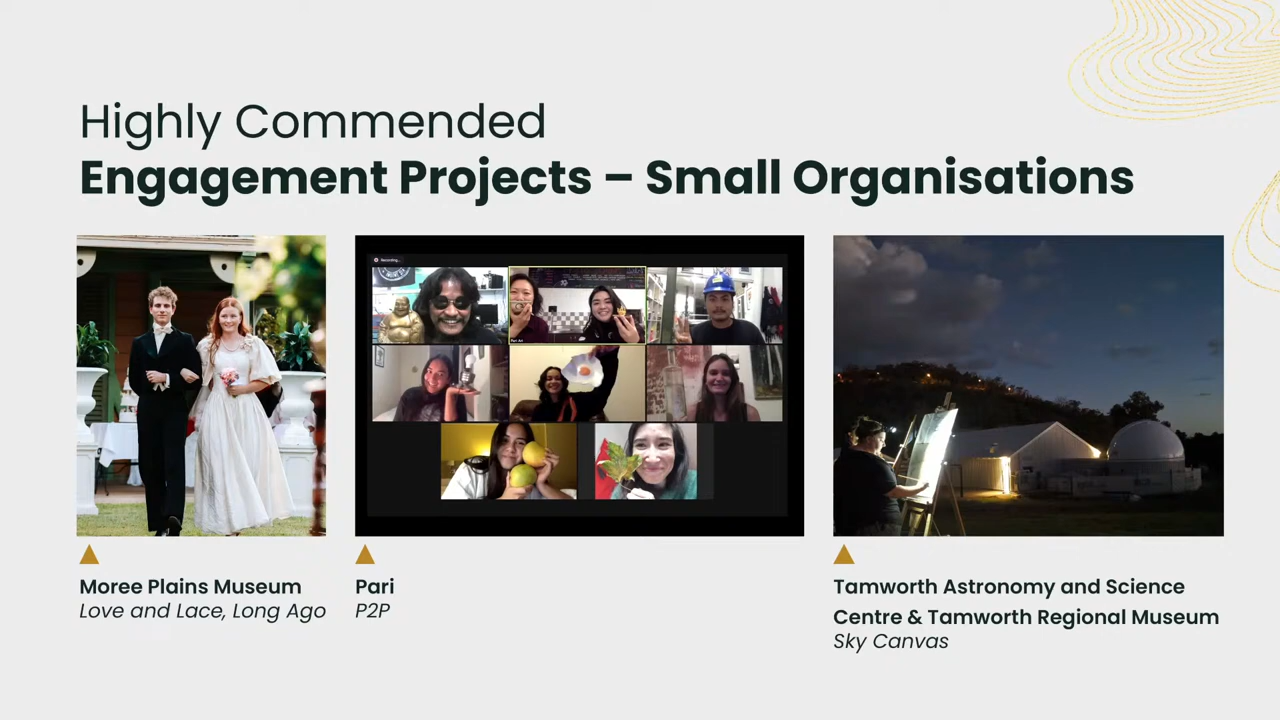 Highly Commended
Engagement Projects – Small Organisations
Recording...
Moree Plains Museum
Love and Lace, Long Ago
Pari
P2P
Tamworth Astronomy and Science
Centre & Tamworth Regional Museum
Sky Canvas